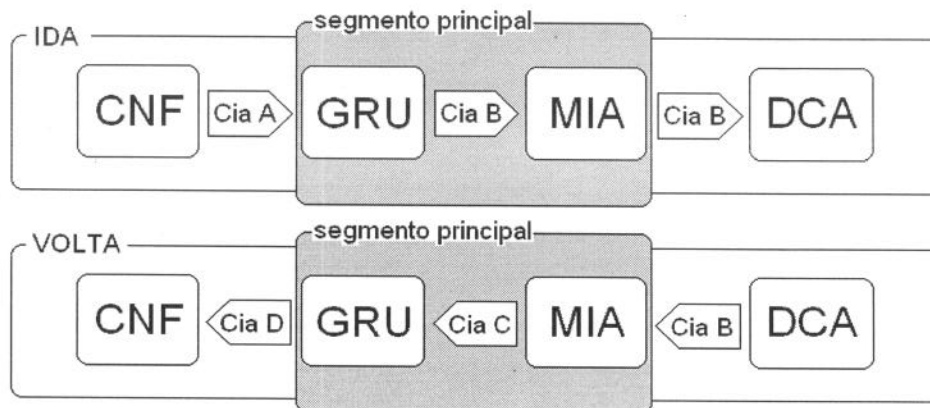 segmento principal
IDA
CNF Cia A GRU Cia B MIA Cia B DCA
segmento principal
VOLTA
CNF Cia D GRU Cia C MIA Cia B DCA